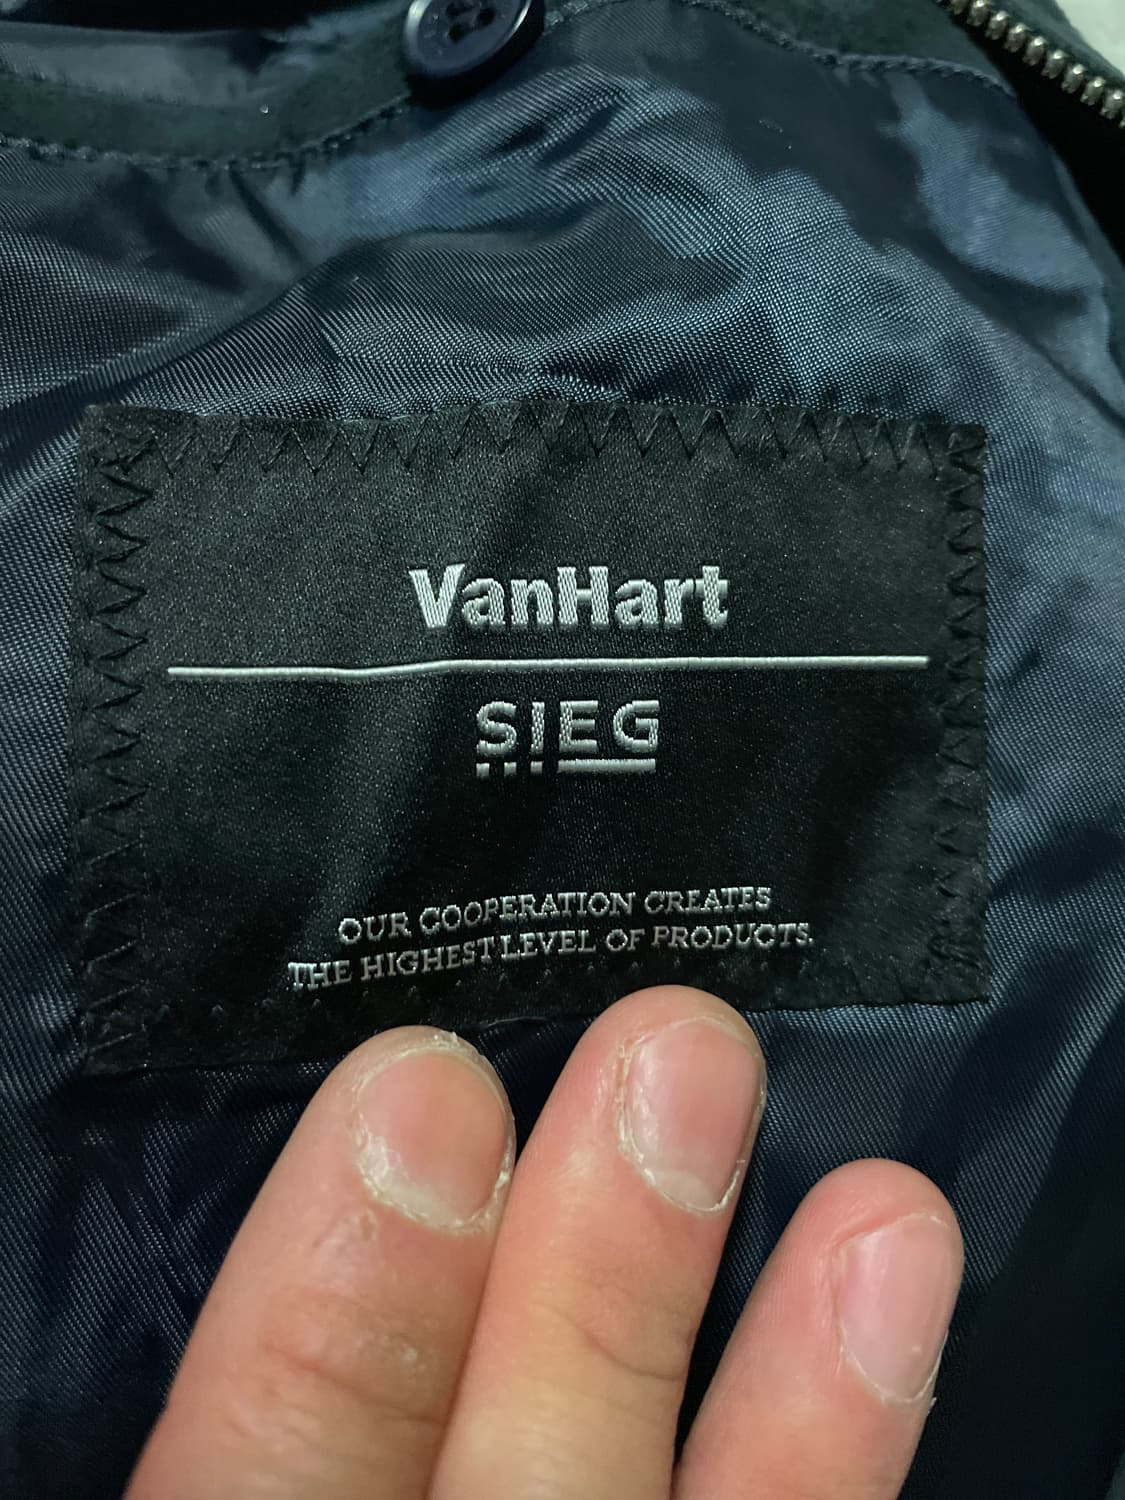 VanHart
SIEG
OUR COOPERATION CREATES
THE HIGHEST LEVEL OF PRODUCTS.